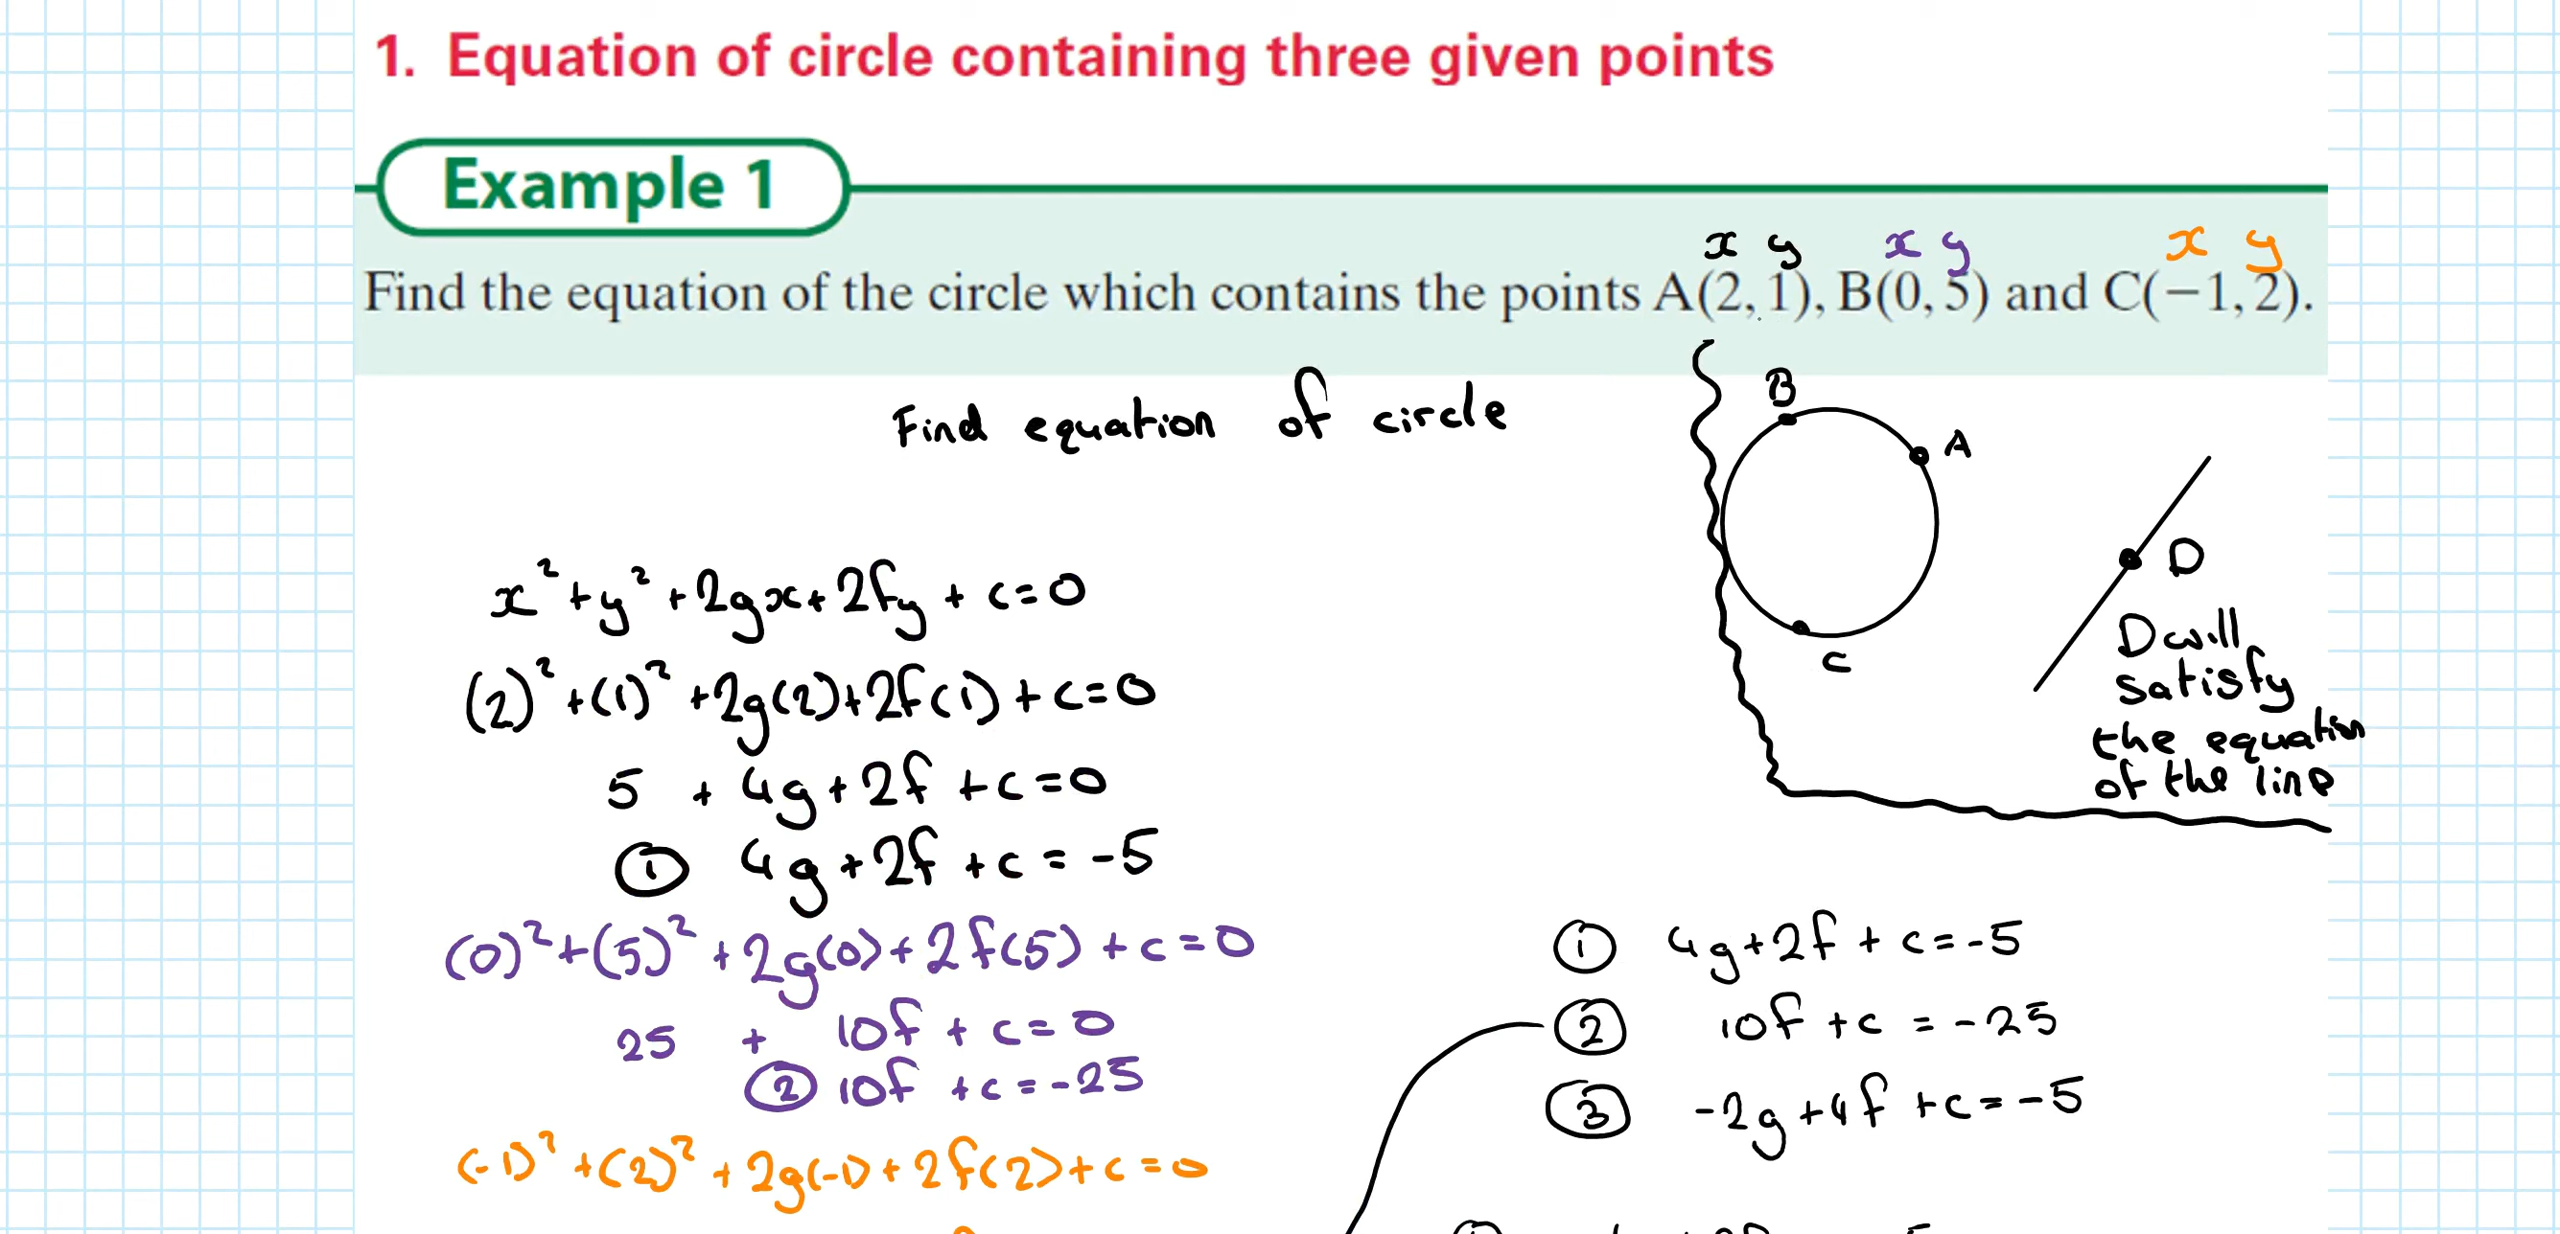 1. Equation of circle containing three given points
Example 1
x y x y x y
Find the equation of the circle which contains the points A(2, 1), B(0, 5) and C(−1, 2).
Find equation of circle
B
A
C
D
D will
satisfy
the equation
of the line
x² + y² + 2gx + 2fy + c = 0
(2)² + (1)² + 2g(2) + 2f(1) + c = 0
5 + 4g + 2f + c = 0
① 4g + 2f + c = -5
(0)² + (5)² + 2g(0) + 2f(5) + c = 0
25 + 10f + c = 0
② 10f + c = -25
(-1)² + (2)² + 2g(-1) + 2f(2) + c = 0
① 4g + 2f + c = -5
② 10f + c = -25
③ -2g + 4f + c = -5